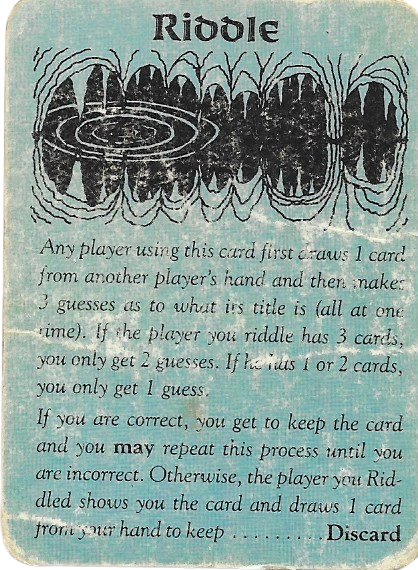 Riddle
Any player using this card first draws 1 card
from another player's hand and then makes
3 guesses as to what its title is (all at one
time). If the player you riddle has 3 cards,
you only get 2 guesses. If he has 1 or 2 cards,
you only get 1 guess.
If you are correct, you get to keep the card
and you may repeat this process until you
are incorrect. Otherwise, the player you Rid-
dled shows you the card and draws 1 card
from your hand to keep . . . . . . . . . Discard